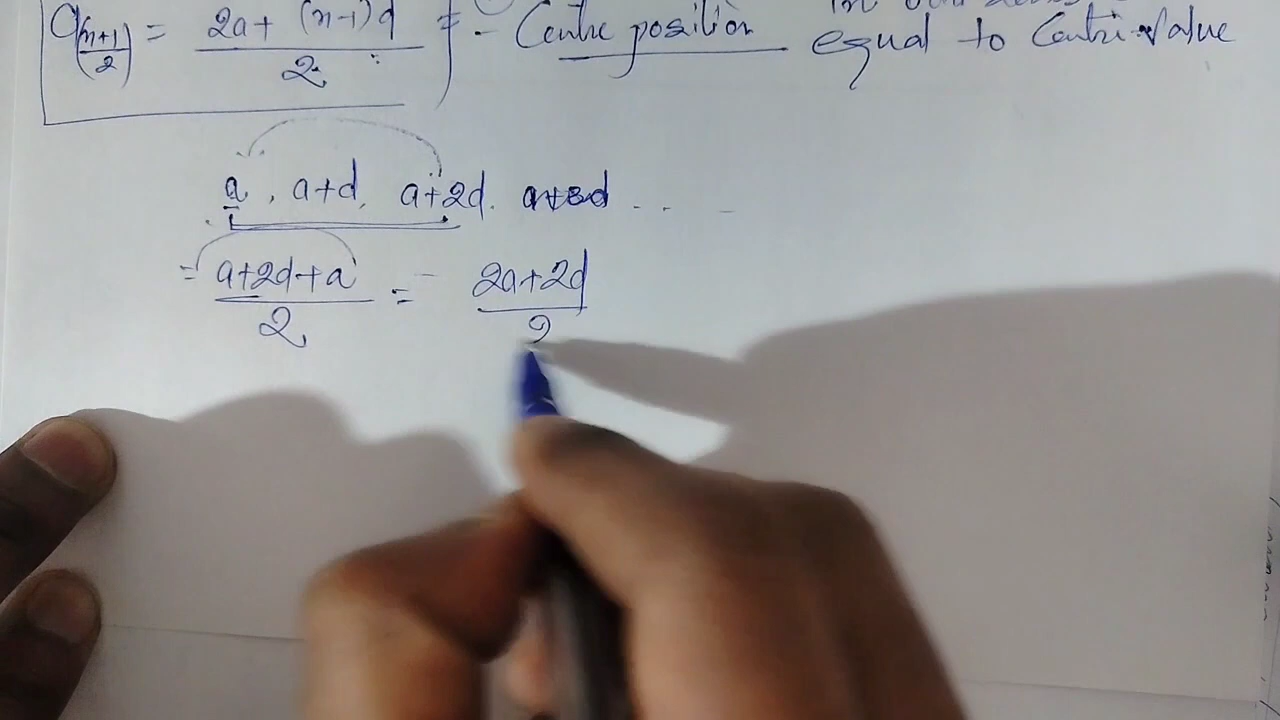 a(n+1)/2 = 2a + (n-1)d / 2 - Centre position equal to Centre Value
a , a+d, a+2d. a+3d . . -
= a+2d+a / 2 = 2a+2d / 2